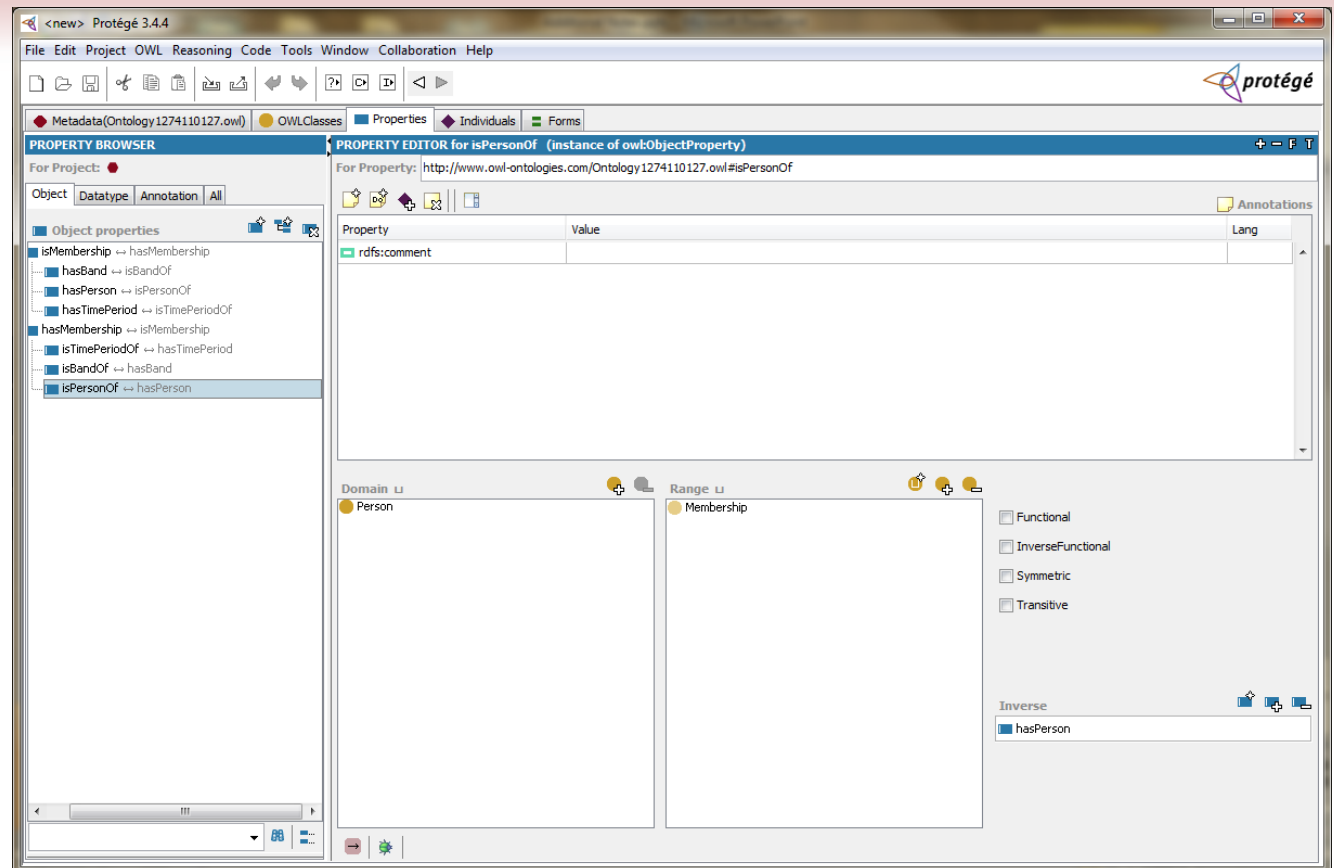 <new> Protégé 3.4.4
File Edit Project OWL Reasoning Code Tools Window Collaboration Help
protégé
Metadata(Ontology1274110127.owl) OWLClasses Properties Individuals Forms
PROPERTY BROWSER
For Project:
Object Datatype Annotation All
Object properties
isMembership ↔ hasMembership
hasBand ↔ isBandOf
hasPerson ↔ isPersonOf
hasTimePeriod ↔ isTimePeriodOf
hasMembership ↔ isMembership
isTimePeriodOf ↔ hasTimePeriod
isBandOf ↔ hasBand
isPersonOf ↔ hasPerson
PROPERTY EDITOR for isPersonOf (instance of owl:ObjectProperty)
F T
For Property: http://www.owl-ontologies.com/Ontology1274110127.owl#isPersonOf
Annotations
Property Value Lang
rdfs:comment
Domain ⊔
Person
Range ⊔
Membership
Functional
InverseFunctional
Symmetric
Transitive
Inverse
hasPerson